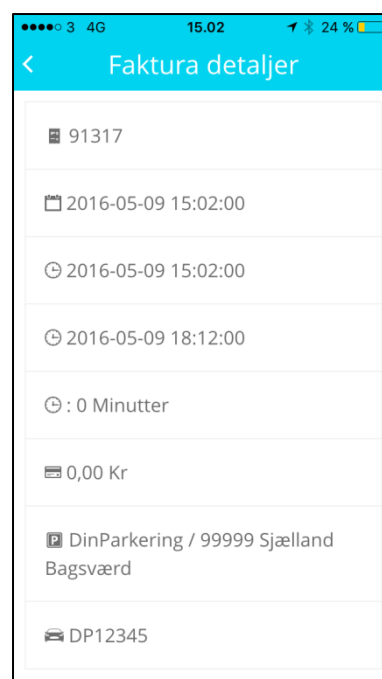 3 4G 15.02 24 %
Faktura detaljer
91317
2016-05-09 15:02:00
2016-05-09 15:02:00
2016-05-09 18:12:00
: 0 Minutter
0,00 Kr
P DinParkering / 99999 Sjælland
Bagsværd
DP12345